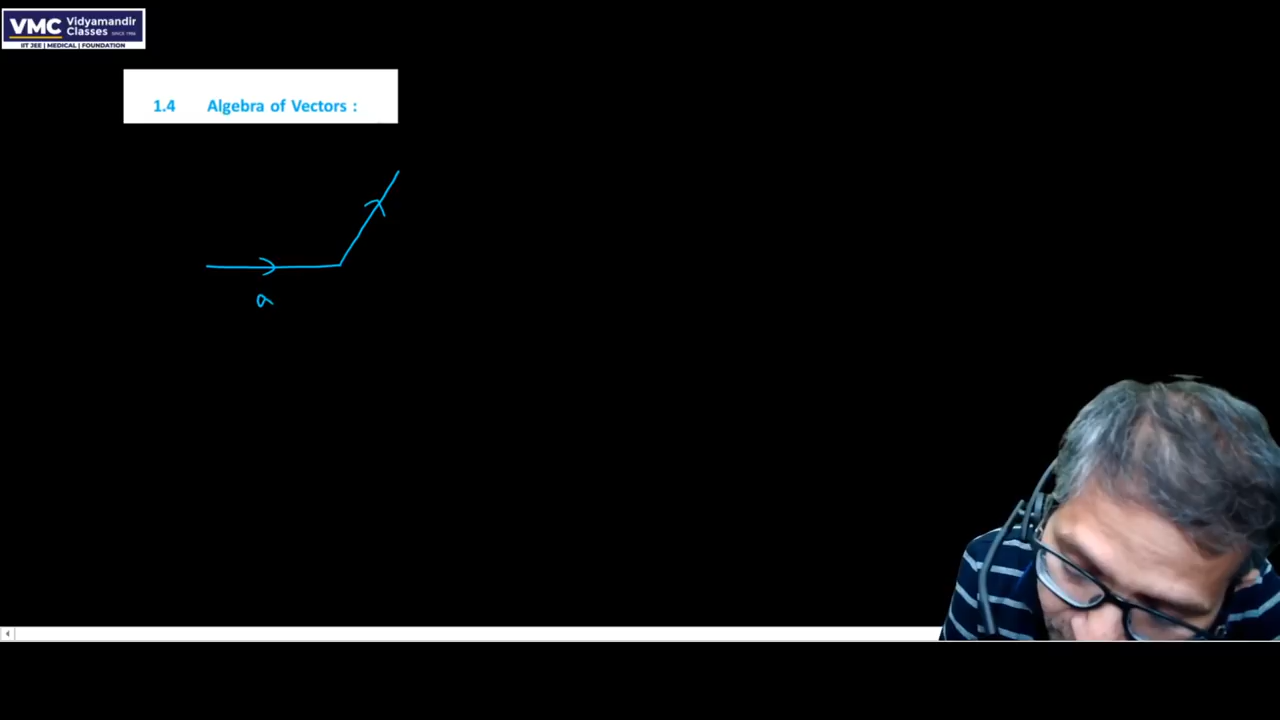 VMC Vidyamandir Classes SINCE 1986
IIT JEE | MEDICAL | FOUNDATION
1.4 Algebra of Vectors :
a